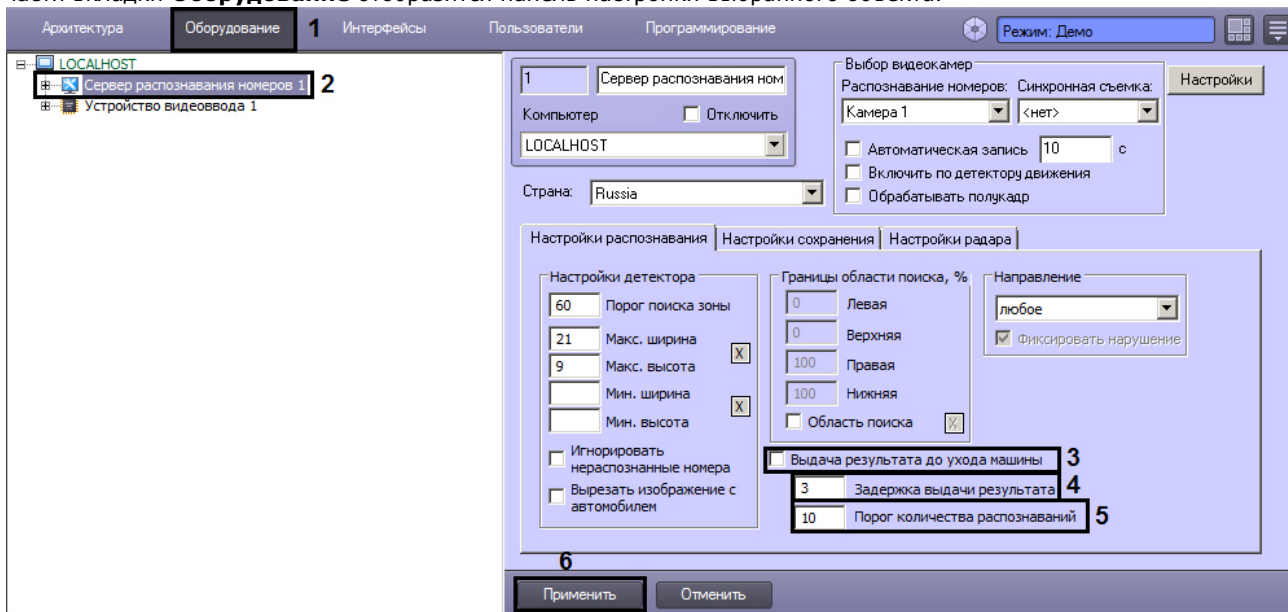 Оборудование
Архитектура Оборудование 1 Интерфейсы Пользователи Программирование Режим: Демо
LOCALHOST
Сервер распознавания номеров 1 2
Устройство видеоввода 1
1 Сервер распознавания ном
Компьютер Отключить
LOCALHOST
Страна: Russia
Выбор видеокамер
Распознавание номеров: Синхронная съемка:
Камера 1 <нет>
Автоматическая запись 10 с
Включить по детектору движения
Обрабатывать полукадр
Настройки
Настройки распознавания Настройки сохранения Настройки радара
Настройки детектора
60 Порог поиска зоны
21 Макс. ширина
9 Макс. высота
X
Мин. ширина
Мин. высота
X
Игнорировать
нераспознанные номера
Вырезать изображение с
автомобилем
Границы области поиска, %
0 Левая
0 Верхняя
100 Правая
100 Нижняя
Область поиска X
Направление
любое
Фиксировать нарушение
Выдача результата до ухода машины 3
3 Задержка выдачи результата 4
10 Порог количества распознаваний 5
6
Применить Отменить